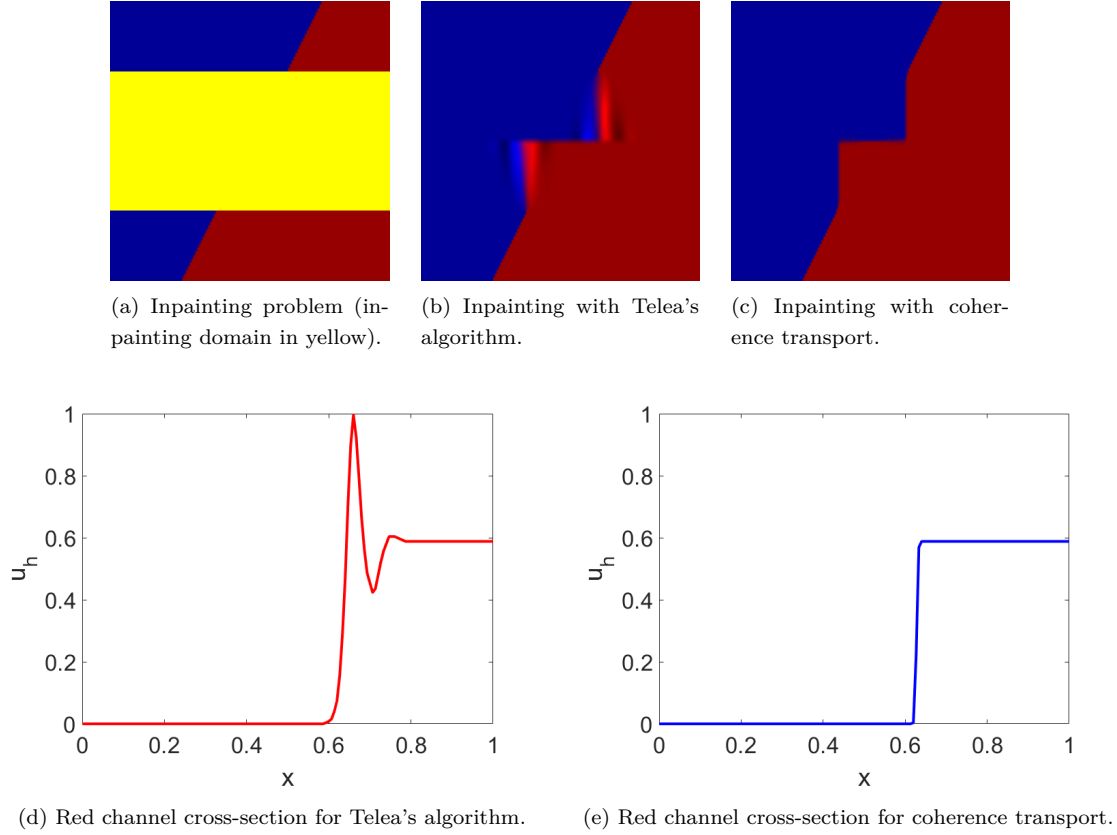 (a) Inpainting problem (in-
painting domain in yellow).
(b) Inpainting with Telea's
algorithm.
(c) Inpainting with coher-
ence transport.
1
0.8
0.6
0.4
0.2
0
u_h
0 0.2 0.4 0.6 0.8 1
x
(d) Red channel cross-section for Telea's algorithm.
1
0.8
0.6
0.4
0.2
0
u_h
0 0.2 0.4 0.6 0.8 1
x
(e) Red channel cross-section for coherence transport.